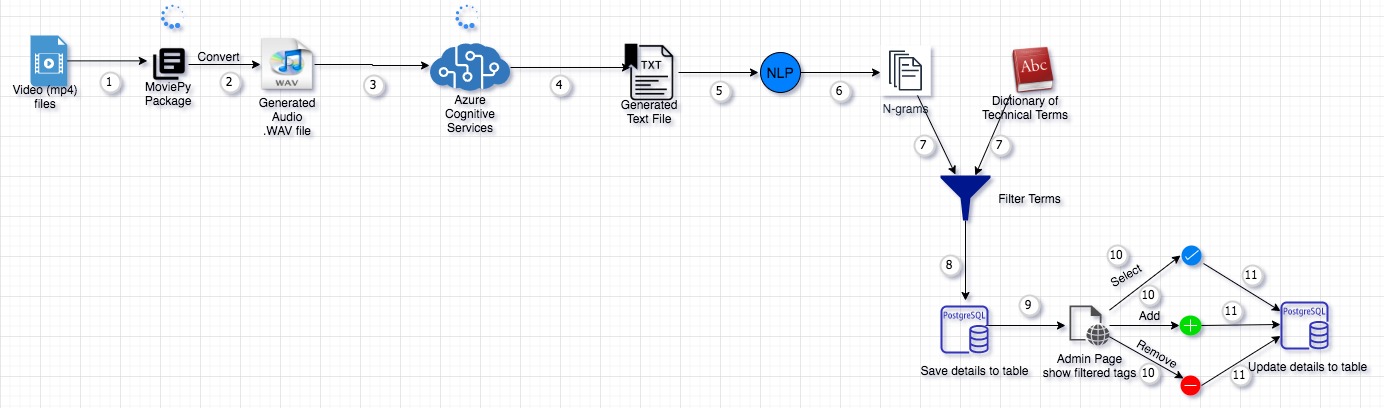 Video (mp4)
files
1
MoviePy
Package
Convert
2
WAV
Generated
Audio
.WAV file
3
Azure
Cognitive
Services
4
TXT
Generated
Text File
5
NLP
6
N-grams
Abc
Dictionary of
Technical Terms
7
7
Filter Terms
8
PostgreSQL
Save details to table
9
Admin Page
show filtered tags
10
Select
10
Add
Remove
10
11
11
11
PostgreSQL
Update details to table